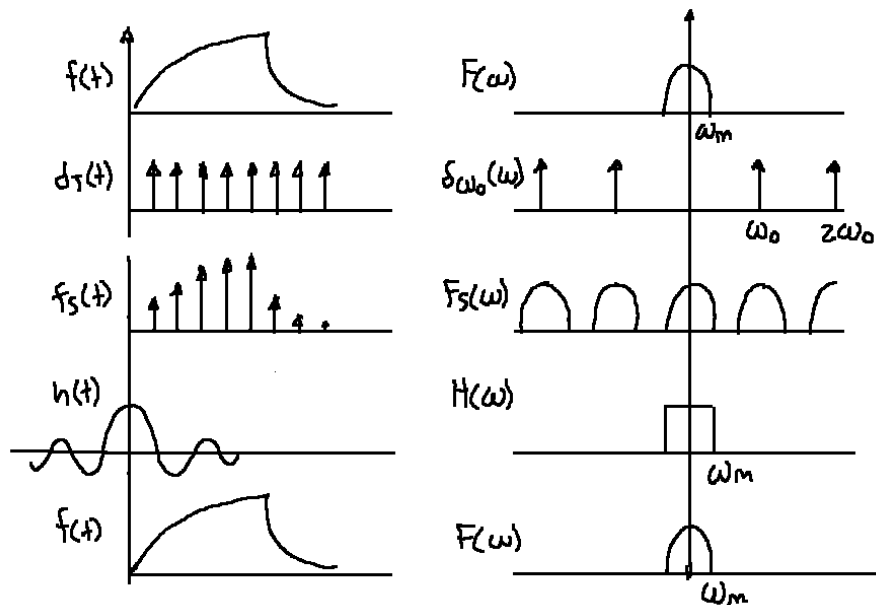 f(t) F(ω)
ωm
dT(t) δω₀(ω)
ω₀ 2ω₀
fs(t) Fs(ω)
h(t) H(ω)
ωm
f(t) F(ω)
ωm